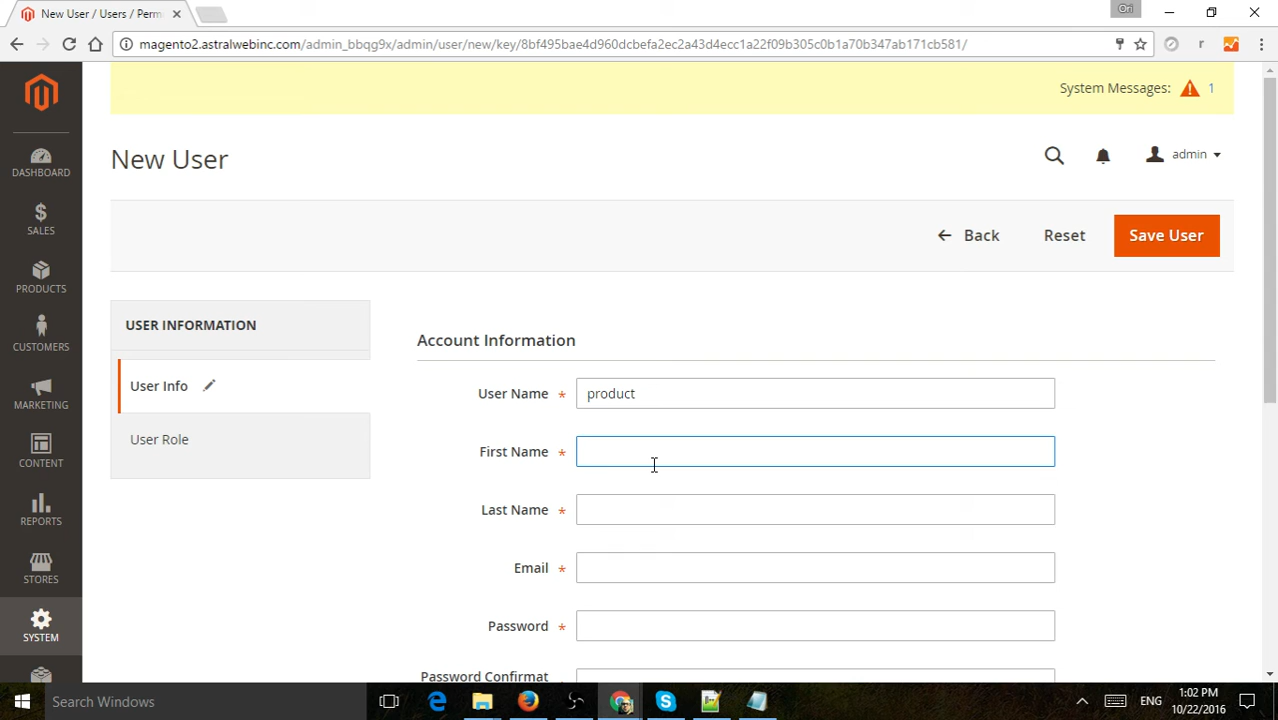 New User / Users / Perm
Ori
magento2.astralwebinc.com/admin_bbqg9x/admin/user/new/key/8bf495bae4d960dcbefa2ec2a43d4ecc1a22f09b305c0b1a70b347ab171cb581/
System Messages: 1
New User
admin
Back
Reset
Save User
DASHBOARD
SALES
PRODUCTS
CUSTOMERS
MARKETING
CONTENT
REPORTS
STORES
SYSTEM
USER INFORMATION
User Info
User Role
Account Information
User Name *
product
First Name *
Last Name *
Email *
Password *
Password Confirmat
Search Windows
ENG
1:02 PM
10/22/2016